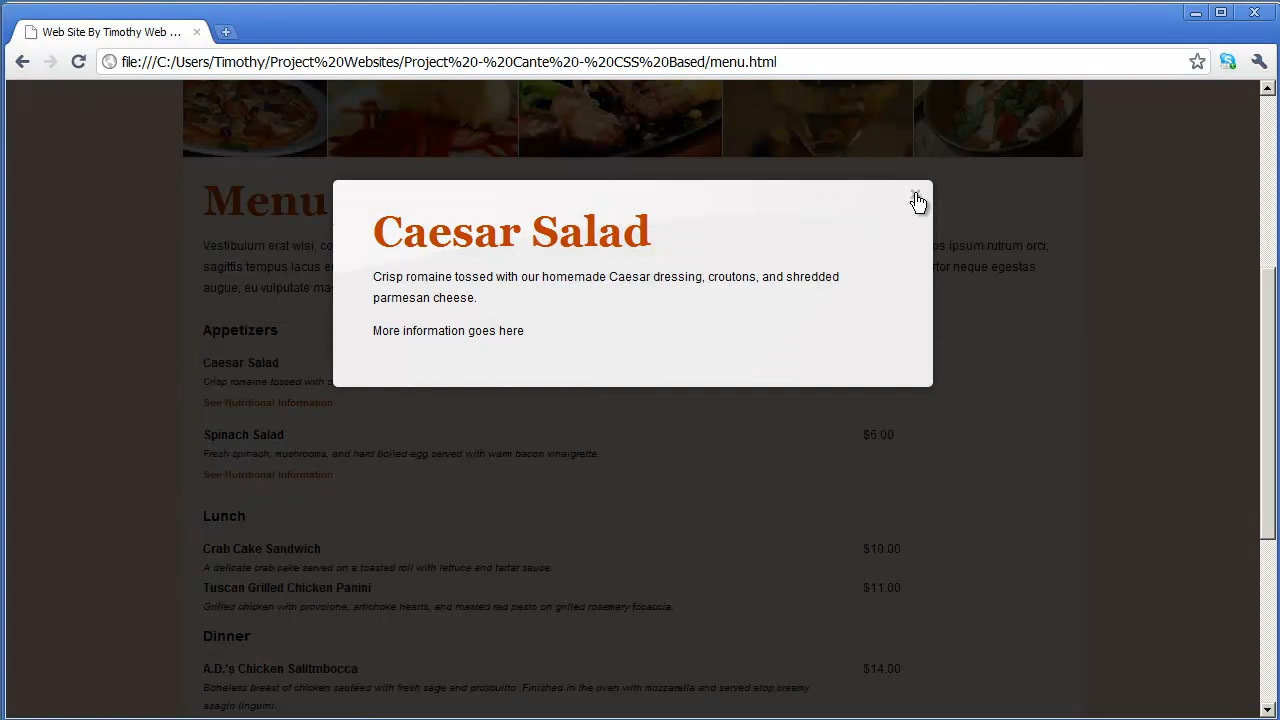 Web Site By Timothy Web ...
file:///C:/Users/Timothy/Project%20Websites/Project%20-%20Cante%20-%20CSS%20Based/menu.html
Menu
Caesar Salad
Vestibulum erat wisi, ipsum rutrum orci,
Crisp romaine tossed with our homemade Caesar dressing, croutons, and shredded
sagittis tempus lacus neque egestas
parmesan cheese.
augue, eu vulputate
More information goes here
Appetizers
Caesar Salad
Crisp romaine tossed with
See Nutritional Information
Spinach Salad $6.00
Fresh spinach, mushrooms, and hard boiled egg served with warm bacon vinaigrette.
See Nutritional Information
Lunch
Crab Cake Sandwich $10.00
A delicate crab cake served on a toasted roll with lettuce and tartar sauce.
Tuscan Grilled Chicken Panini $11.00
Grilled chicken with provolone, artichoke hearts, and roasted red pesto on grilled rosemary focaccia.
Dinner
A.D.'s Chicken Saltmbocca $14.00
Boneless breast of chicken sautéed with fresh sage and prosciutto. Finished in the oven with mozzarella and served atop creamy
asagio linguini.